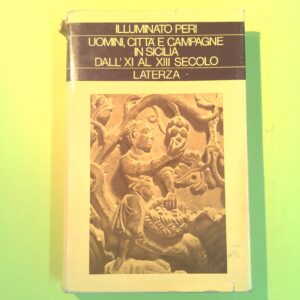 ILLUMINATO PERI
UOMINI, CITTÀ E CAMPAGNE
IN SICILIA
DALL'XI AL XIII SECOLO
LATERZA